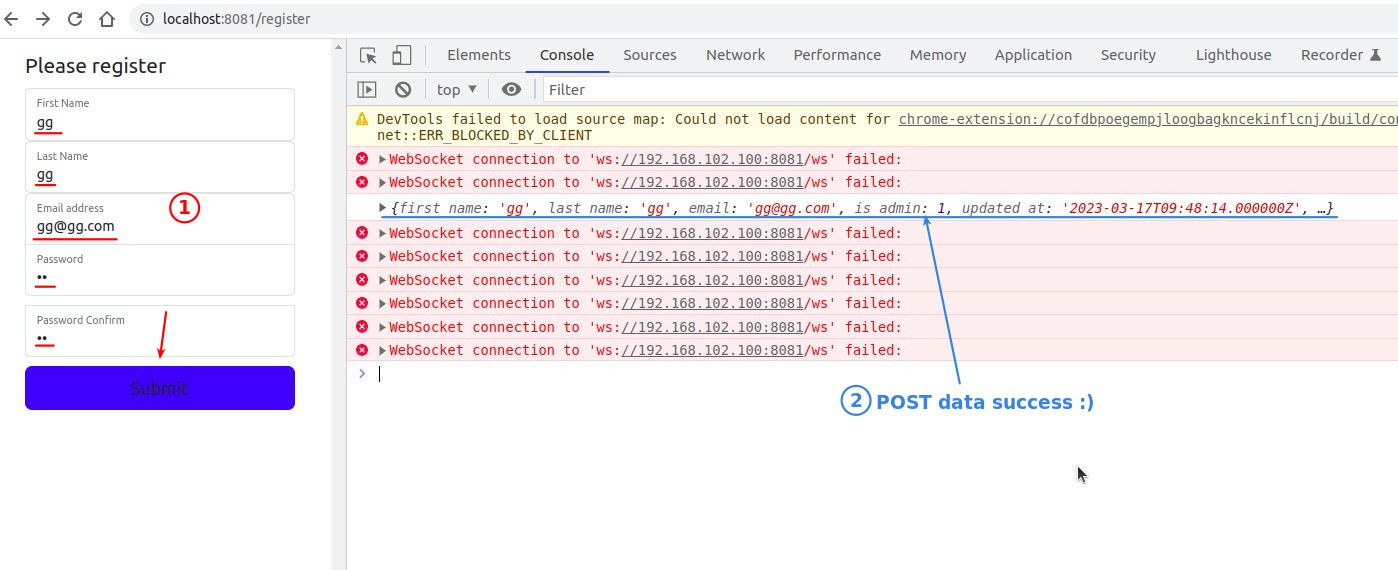 localhost:8081/register
Please register
First Name
gg
Last Name
gg
Email address
gg@gg.com
1
Password
••
Password Confirm
••
Submit
Elements Console Sources Network Performance Memory Application Security Lighthouse Recorder
top Filter
DevTools failed to load source map: Could not load content for chrome-extension://cofdbpoegempjloogbagkncekinflcnj/build/con
net::ERR_BLOCKED_BY_CLIENT
WebSocket connection to 'ws://192.168.102.100:8081/ws' failed:
WebSocket connection to 'ws://192.168.102.100:8081/ws' failed:
{first name: 'gg', last name: 'gg', email: 'gg@gg.com', is admin: 1, updated at: '2023-03-17T09:48:14.000000Z', …}
WebSocket connection to 'ws://192.168.102.100:8081/ws' failed:
WebSocket connection to 'ws://192.168.102.100:8081/ws' failed:
WebSocket connection to 'ws://192.168.102.100:8081/ws' failed:
WebSocket connection to 'ws://192.168.102.100:8081/ws' failed:
WebSocket connection to 'ws://192.168.102.100:8081/ws' failed:
WebSocket connection to 'ws://192.168.102.100:8081/ws' failed:
2 POST data success :)